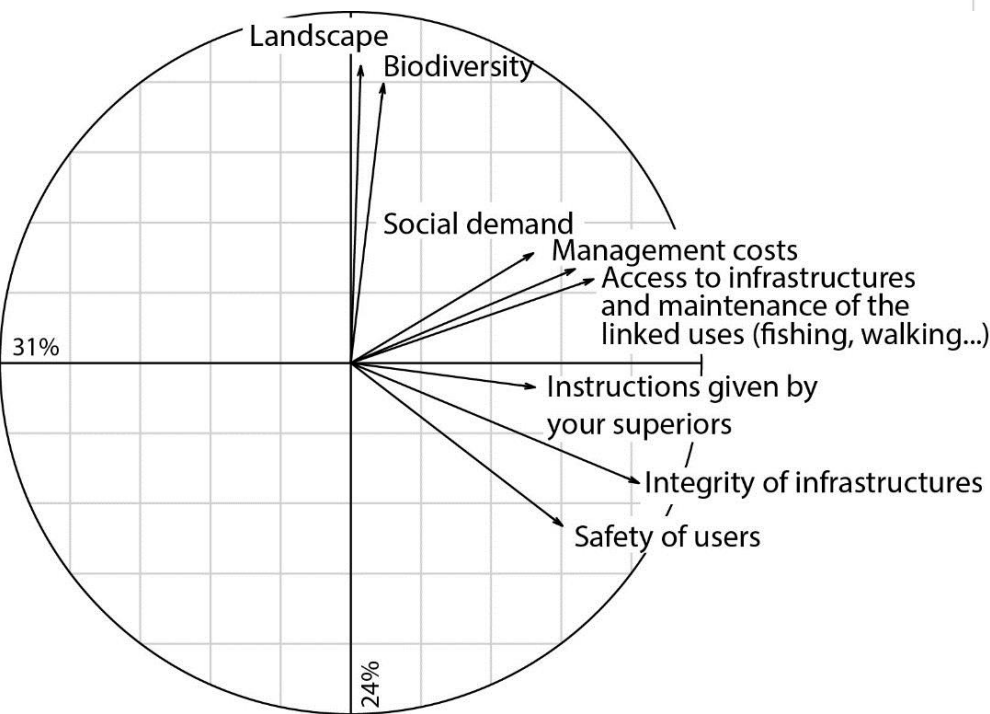 Landscape
Biodiversity
Social demand
Management costs
Access to infrastructures
and maintenance of the
linked uses (fishing, walking...)
31%
Instructions given by
your superiors
Integrity of infrastructures
Safety of users
24%